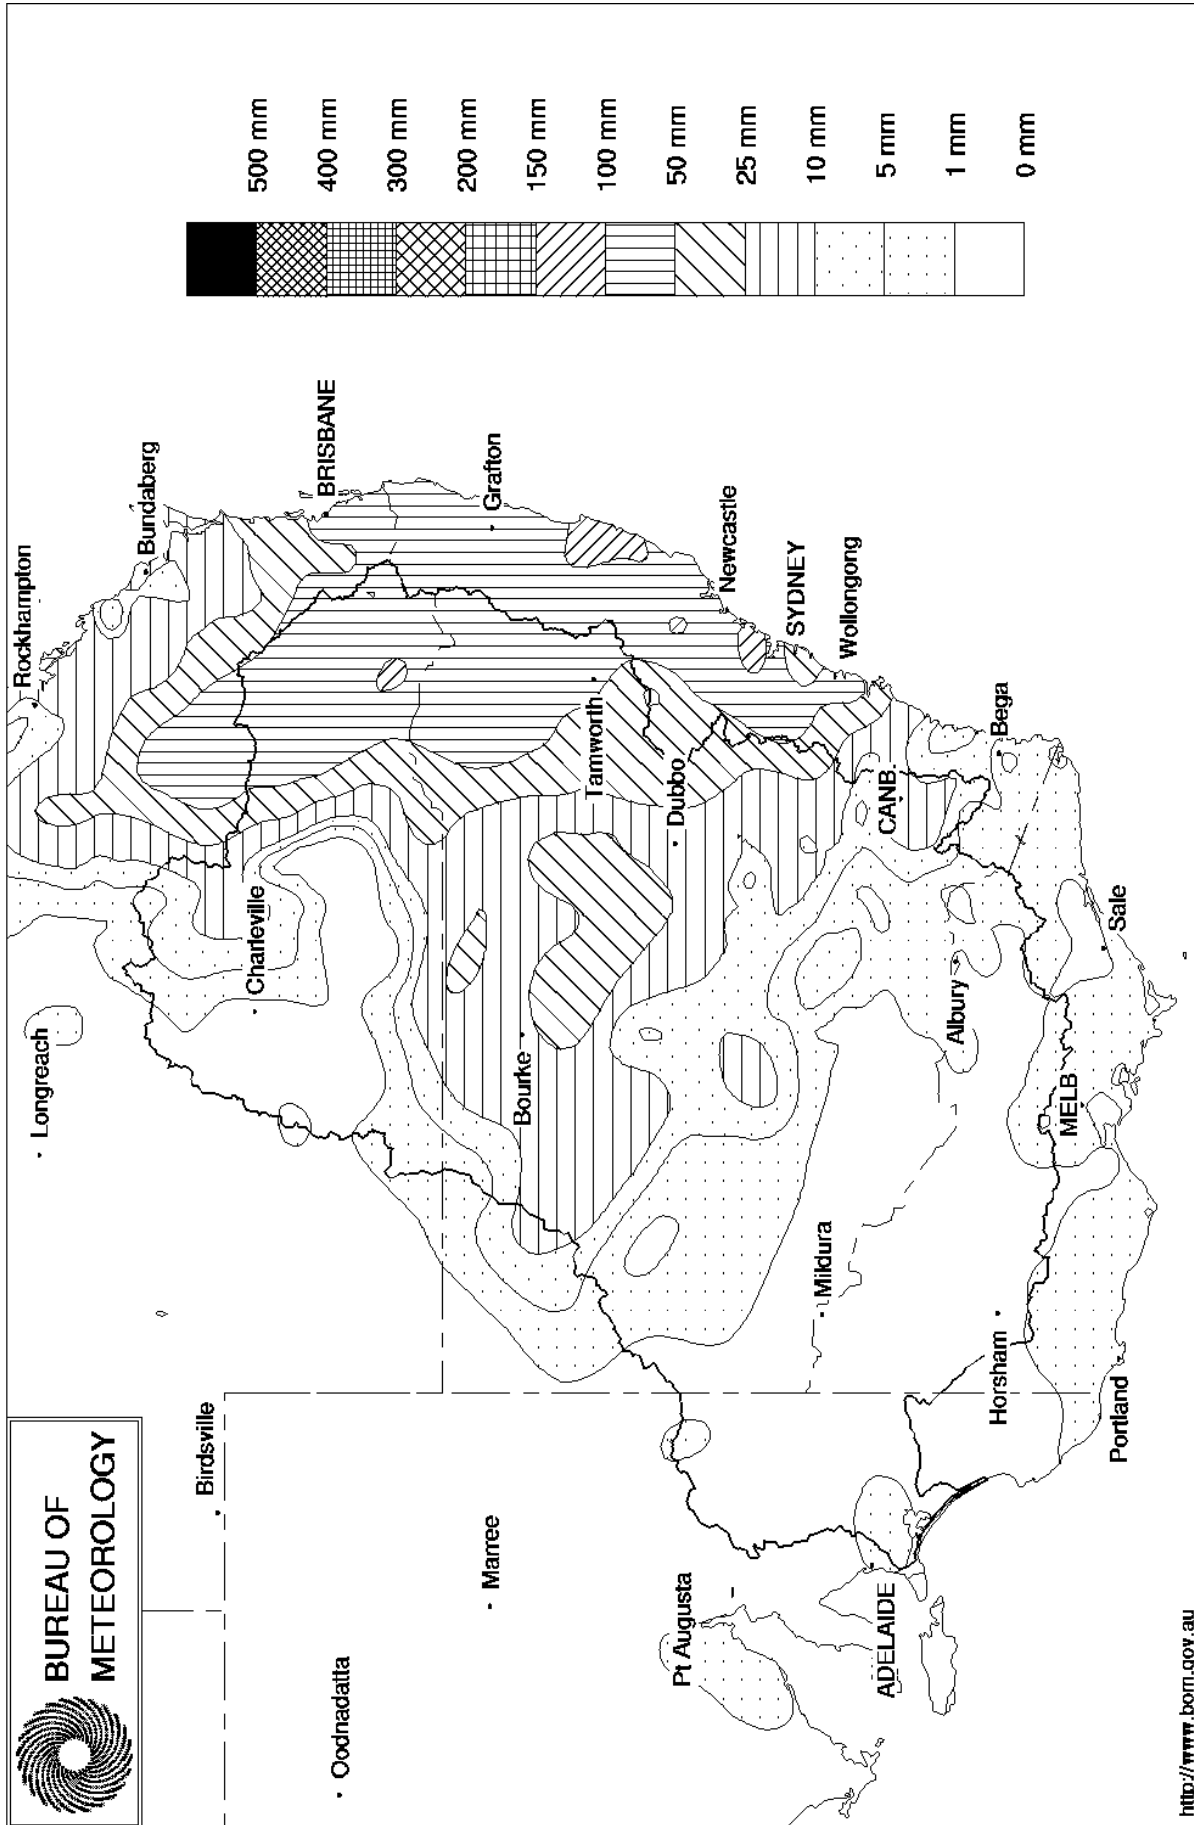 BUREAU OF
METEOROLOGY
Longreach
Rockhampton
Bundaberg
Birdsville
Charleville
BRISBANE
Oodnadatta
Marree
Bourke
Grafton
Tamworth
Dubbo
Newcastle
Pt Augusta
Mildura
SYDNEY
Wollongong
ADELAIDE
CANB.
Albury
Horsham
Bega
MELB
Portland
Sale
500 mm
400 mm
300 mm
200 mm
150 mm
100 mm
50 mm
25 mm
10 mm
5 mm
1 mm
0 mm
http://www.bom.gov.au